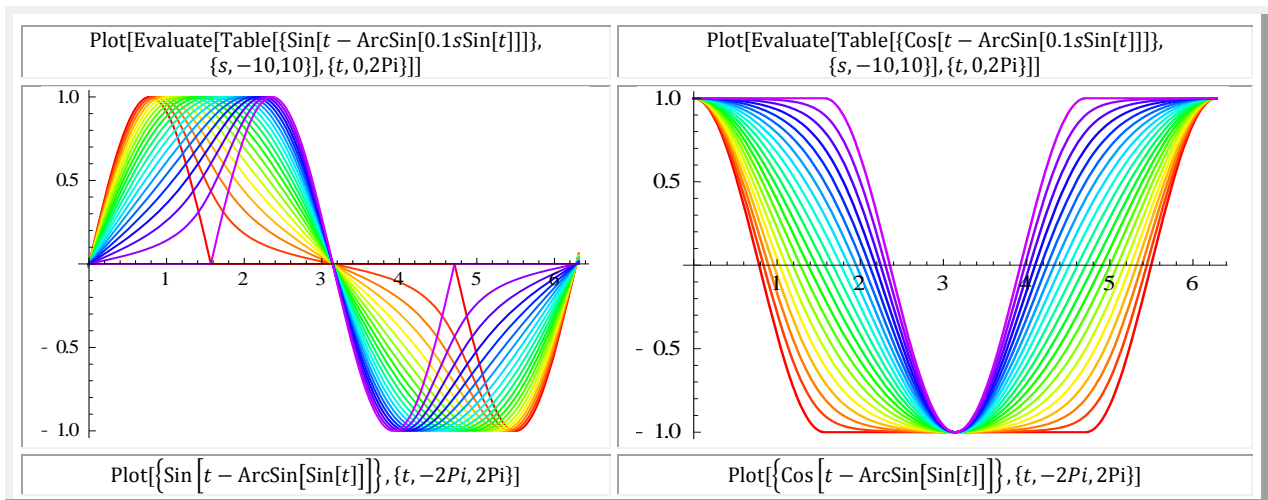 Plot[Evaluate[Table[{Sin[t − ArcSin[0.1sSin[t]]]},
{s, −10,10}], {t, 0,2Pi}]]
Plot[Evaluate[Table[{Cos[t − ArcSin[0.1sSin[t]]]},
{s, −10,10}], {t, 0,2Pi}]]
1.0
0.5
- 0.5
- 1.0
1 2 3 4 5 6
1.0
0.5
- 0.5
- 1.0
1 2 3 4 5 6
Plot[{Sin [t − ArcSin[Sin[t]]]}, {t, −2Pi, 2Pi}]
Plot[{Cos [t − ArcSin[Sin[t]]]}, {t, −2Pi, 2Pi}]